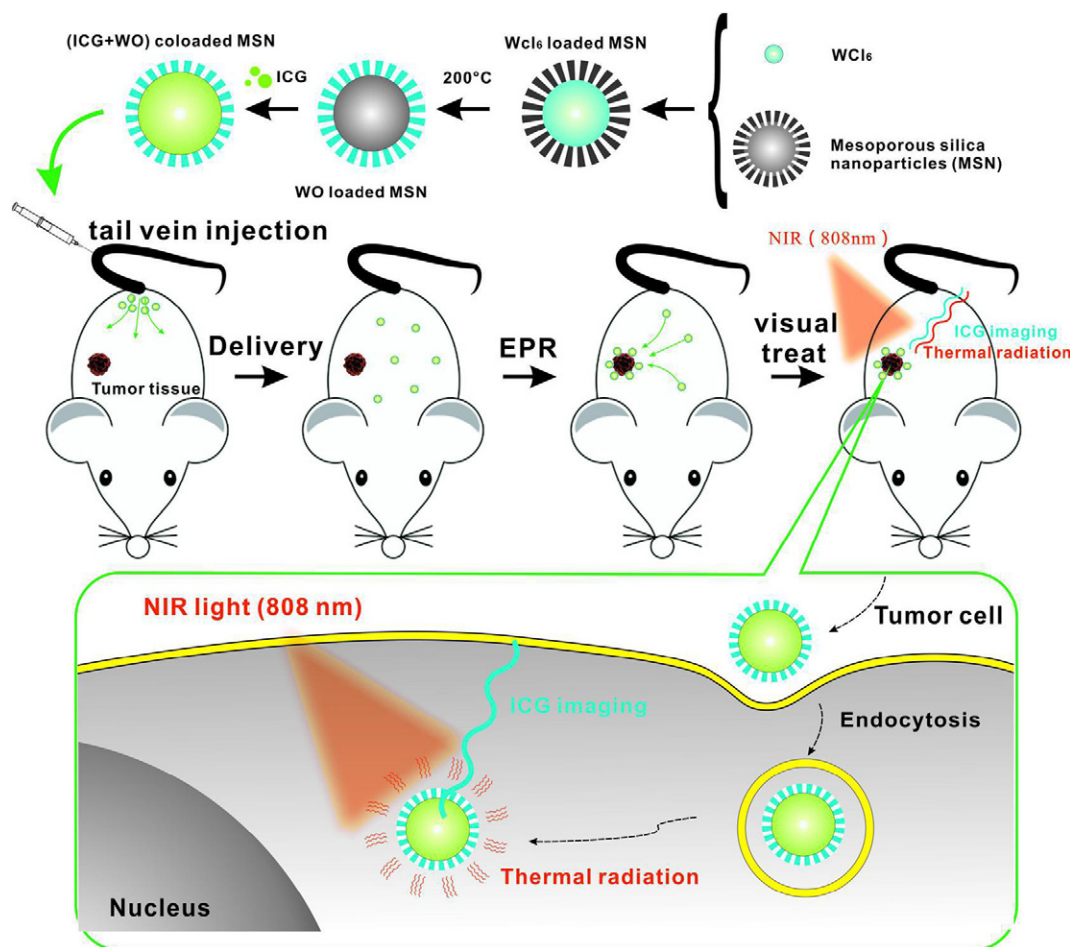 (ICG+WO) coloaded MSN
ICG
WO loaded MSN
200°C
Wcl₆ loaded MSN
WCl₆
Mesoporous silica
nanoparticles (MSN)
tail vein injection
Tumor tissue
Delivery
EPR
visual
treat
NIR ( 808nm )
ICG imaging
Thermal radiation
NIR light (808 nm)
ICG imaging
Thermal radiation
Nucleus
Tumor cell
Endocytosis